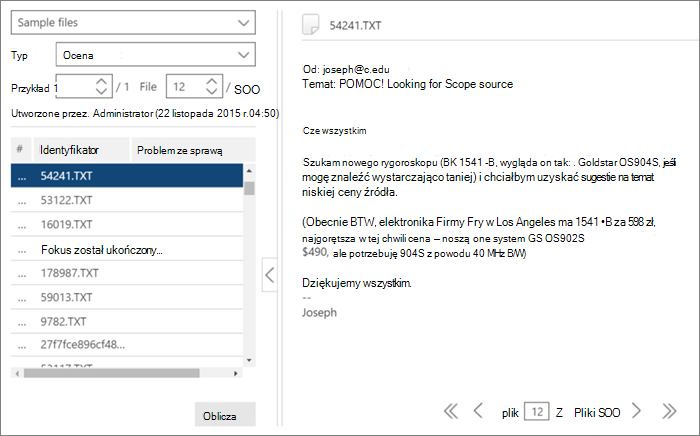 Sample files
Typ Ocena
Przykład 1 / 1 File 12 / SOO
Utworzone przez. Administrator (22 listopada 2015 r.04:50)
# Identyfikator Problem ze sprawą
... 54241.TXT
... 53122.TXT
... 16019.TXT
... Fokus został ukończony...
... 178987.TXT
... 59013.TXT
... 9782.TXT
... 27f7fce896cf48...
... 53117.TXT
Oblicza
54241.TXT
Od: joseph@c.edu
Temat: POMOC! Looking for Scope source
Cze wszystkim
Szukam nowego rygoroskopu (BK 1541 -B, wygląda on tak: . Goldstar OS904S, jeśli
mogę znaleźć wystarczająco taniej) i chciałbym uzyskać sugestie na temat
niskiej ceny źródła.
(Obecnie BTW, elektronika Firmy Fry w Los Angeles ma 1541 •B za 598 zł,
najgorętsza w tej chwili cena – noszą one system GS OS902S
$490, ale potrzebuję 904S z powodu 40 MHz B/W)
Dziękujemy wszystkim.
--
Joseph
plik 12 Z Pliki SOO